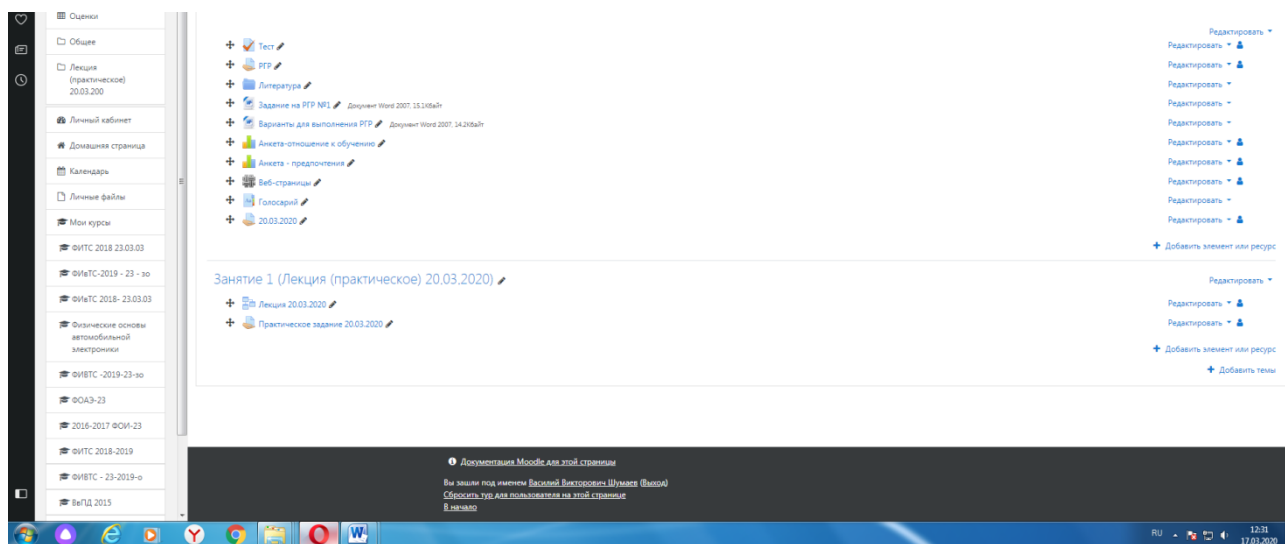 Оценки
Общее
Лекция
(практическое)
20.03.200
Личный кабинет
Домашняя страница
Календарь
Личные файлы
Мои курсы
ФИТС 2018 23.03.03
ФИвТС-2019 - 23 - зо
ФИвТС 2018- 23.03.03
Физические основы
автомобильной
электроники
ФИВТС -2019-23-зо
ФОАЭ-23
2016-2017 ФОИ-23
ФИТС 2018-2019
ФИВТС - 23-2019-о
ВеПД 2015
Редактировать
Тест Редактировать
РГР Редактировать
Литература Редактировать
Задание на РГР №1 Документ Word 2007, 15.1Кбайт Редактировать
Варианты для выполнения РГР Документ Word 2007, 14.2Кбайт Редактировать
Анкета-отношение к обучению Редактировать
Анкета - предпочтения Редактировать
Веб-страницы Редактировать
Голосарий Редактировать
20.03.2020 Редактировать
Добавить элемент или ресурс
Занятие 1 (Лекция (практическое) 20.03.2020) Редактировать
Лекция 20.03.2020 Редактировать
Практическое задание 20.03.2020 Редактировать
Добавить элемент или ресурс
Добавить темы
Документация Moodle для этой страницы
Вы зашли под именем Василий Викторович Шумаев (Выход)
Сбросить тур для пользователя на этой странице
В начало
RU 12:31
17.03.2020